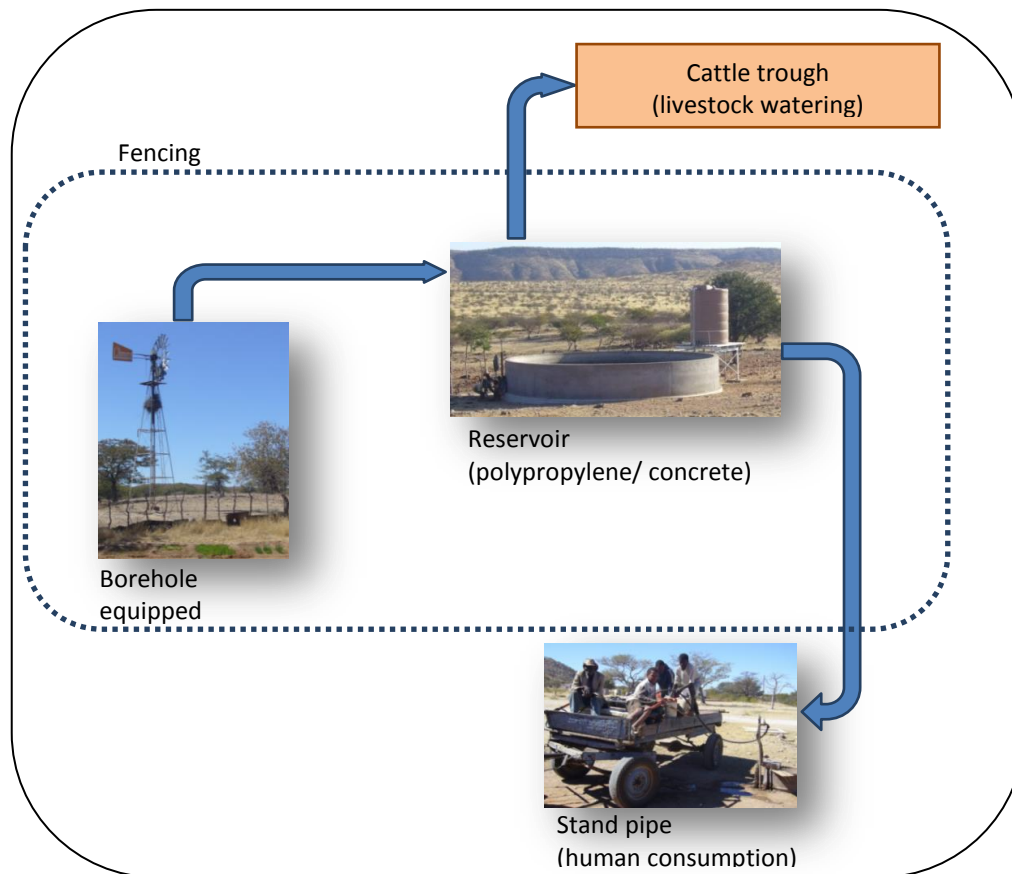 Cattle trough
(livestock watering)
Fencing
Reservoir
(polypropylene/ concrete)
Borehole
equipped
Stand pipe
(human consumption)